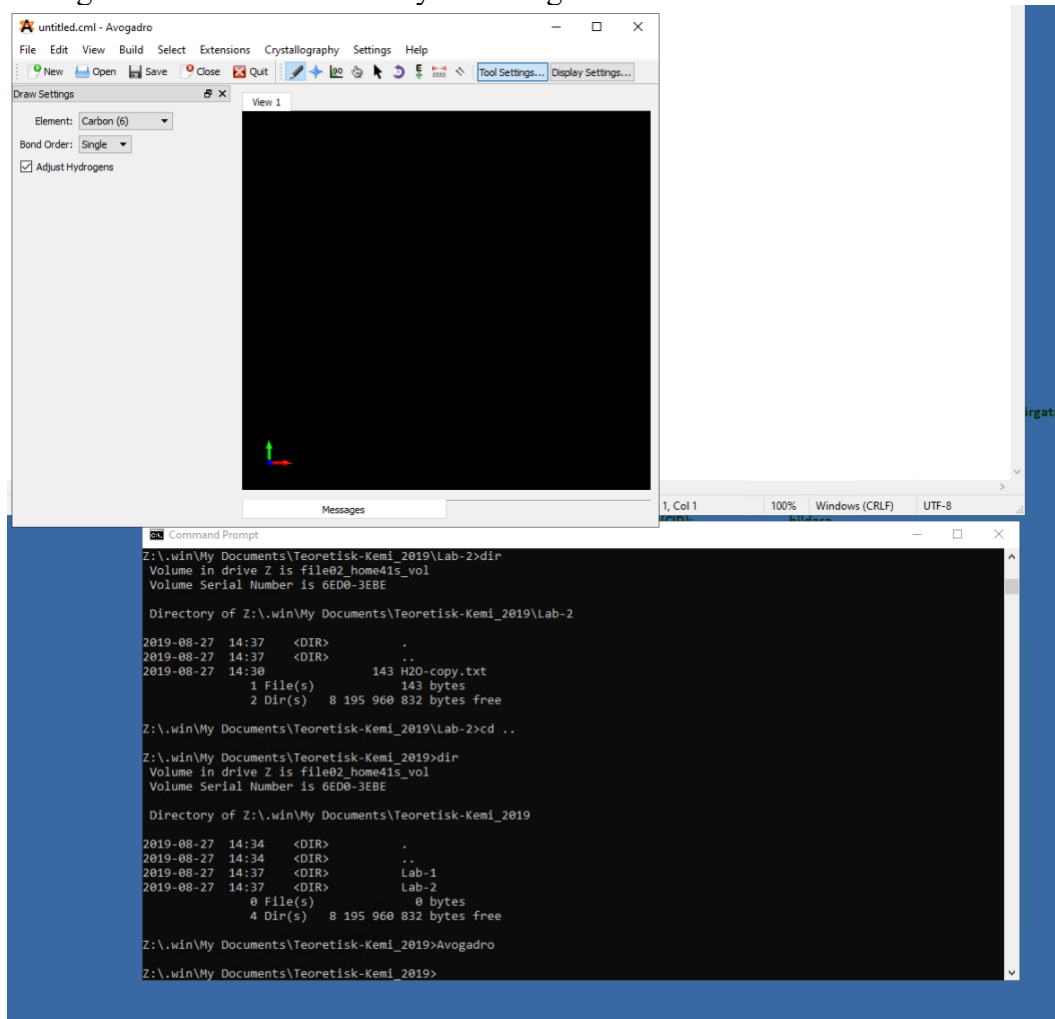 untitled.cml - Avogadro
File Edit View Build Select Extensions Crystallography Settings Help
New Open Save Close Quit Tool Settings... Display Settings...
Draw Settings
View 1
Element: Carbon (6)
Bond Order: Single
Adjust Hydrogens
Messages
1, Col 1 100% Windows (CRLF) UTF-8
Command Prompt
Z:\.win\My Documents\Teoretisk-Kemi_2019\Lab-2>dir
Volume in drive Z is file02_home41s_vol
Volume Serial Number is 6ED0-3EBE
Directory of Z:\.win\My Documents\Teoretisk-Kemi_2019\Lab-2
2019-08-27 14:37 <DIR> .
2019-08-27 14:37 <DIR> ..
2019-08-27 14:30 143 H2O-copy.txt
1 File(s) 143 bytes
2 Dir(s) 8 195 960 832 bytes free
Z:\.win\My Documents\Teoretisk-Kemi_2019\Lab-2>cd ..
Z:\.win\My Documents\Teoretisk-Kemi_2019>dir
Volume in drive Z is file02_home41s_vol
Volume Serial Number is 6ED0-3EBE
Directory of Z:\.win\My Documents\Teoretisk-Kemi_2019
2019-08-27 14:34 <DIR> .
2019-08-27 14:34 <DIR> ..
2019-08-27 14:37 <DIR> Lab-1
2019-08-27 14:37 <DIR> Lab-2
0 File(s) 0 bytes
4 Dir(s) 8 195 960 832 bytes free
Z:\.win\My Documents\Teoretisk-Kemi_2019>Avogadro
Z:\.win\My Documents\Teoretisk-Kemi_2019>